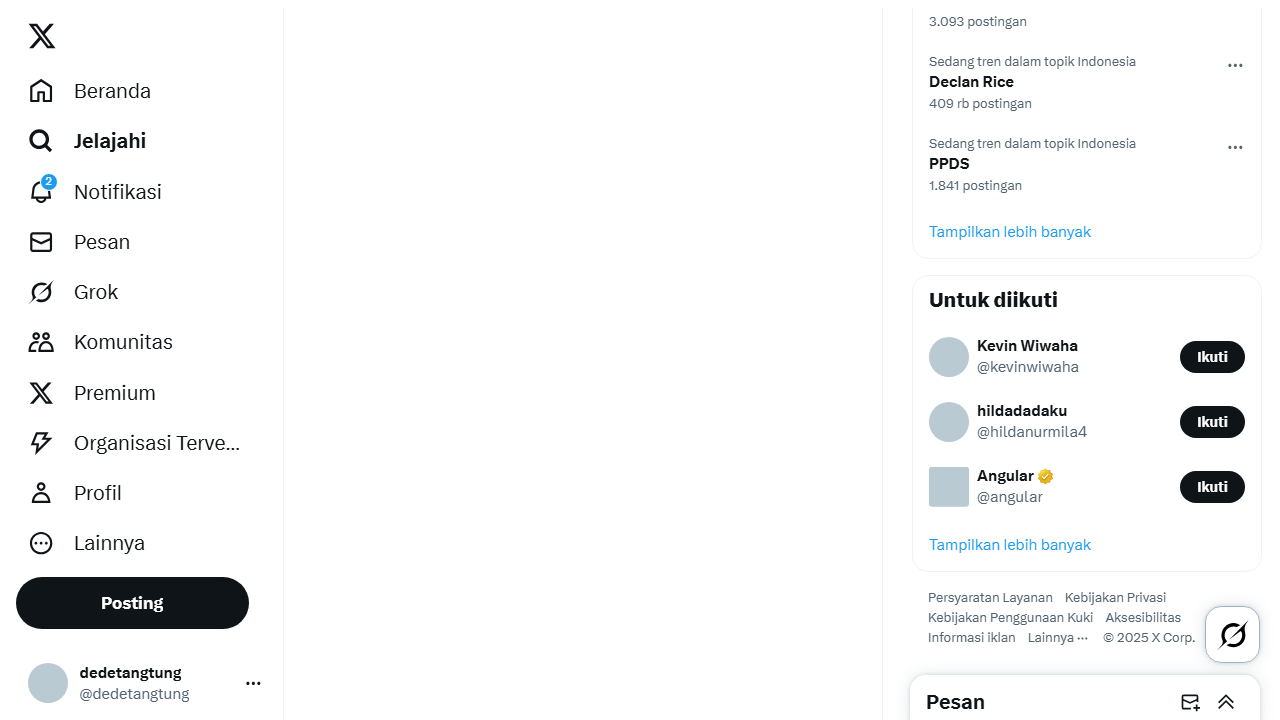 Beranda
Jelajahi
2
Notifikasi
Pesan
Grok
Komunitas
Premium
Organisasi Terve...
Profil
Lainnya
Posting
dedetangtung
@dedetangtung
3.093 postingan
Sedang tren dalam topik Indonesia
Declan Rice
409 rb postingan
Sedang tren dalam topik Indonesia
PPDS
1.841 postingan
Tampilkan lebih banyak
Untuk diikuti
Kevin Wiwaha
@kevinwiwaha
Ikuti
hildadadaku
@hildanurmila4
Ikuti
Angular
@angular
Ikuti
Tampilkan lebih banyak
Persyaratan Layanan Kebijakan Privasi
Kebijakan Penggunaan Kuki Aksesibilitas
Informasi iklan Lainnya ··· © 2025 X Corp.
Pesan